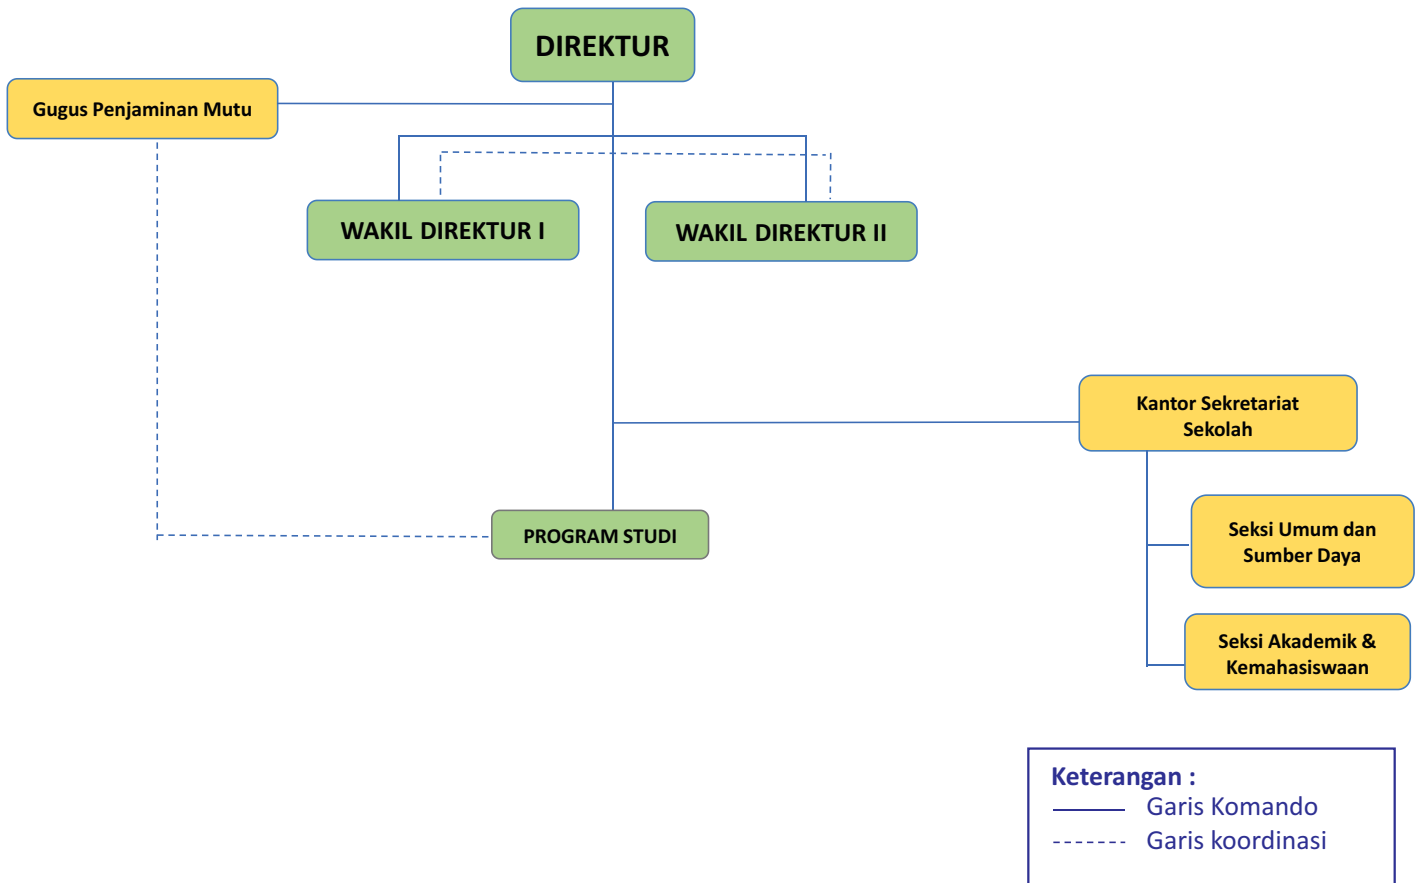 DIREKTUR
Gugus Penjaminan Mutu
WAKIL DIREKTUR I
WAKIL DIREKTUR II
Kantor Sekretariat
Sekolah
PROGRAM STUDI
Seksi Umum dan
Sumber Daya
Seksi Akademik &
Kemahasiswaan
Keterangan :
Garis Komando
Garis koordinasi